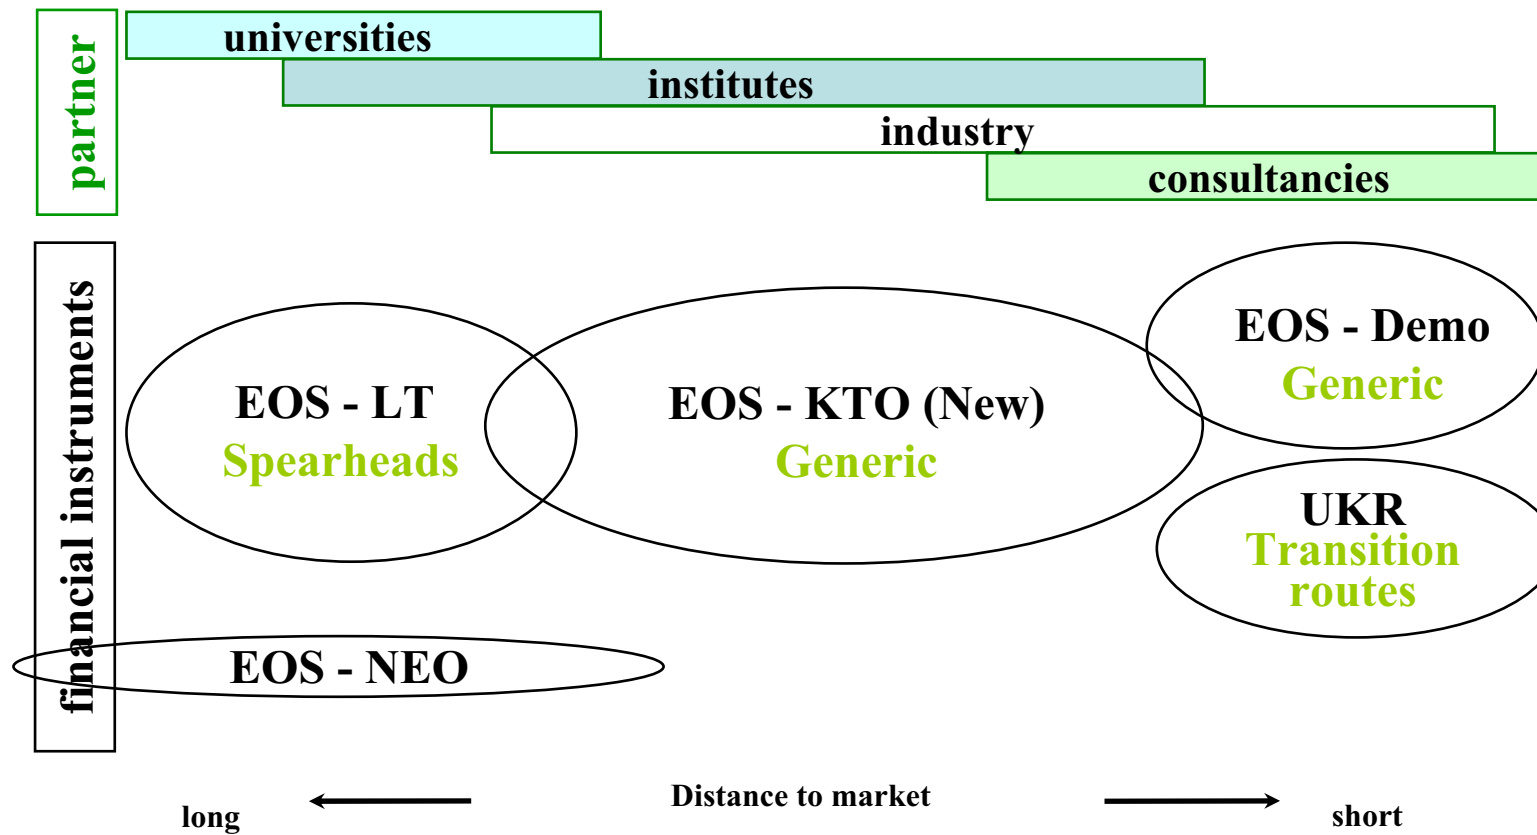 partner
universities
institutes
industry
consultancies
financial instruments
EOS - LT
Spearheads
EOS - KTO (New)
Generic
EOS - Demo
Generic
UKR
Transition
routes
EOS - NEO
long
Distance to market
short